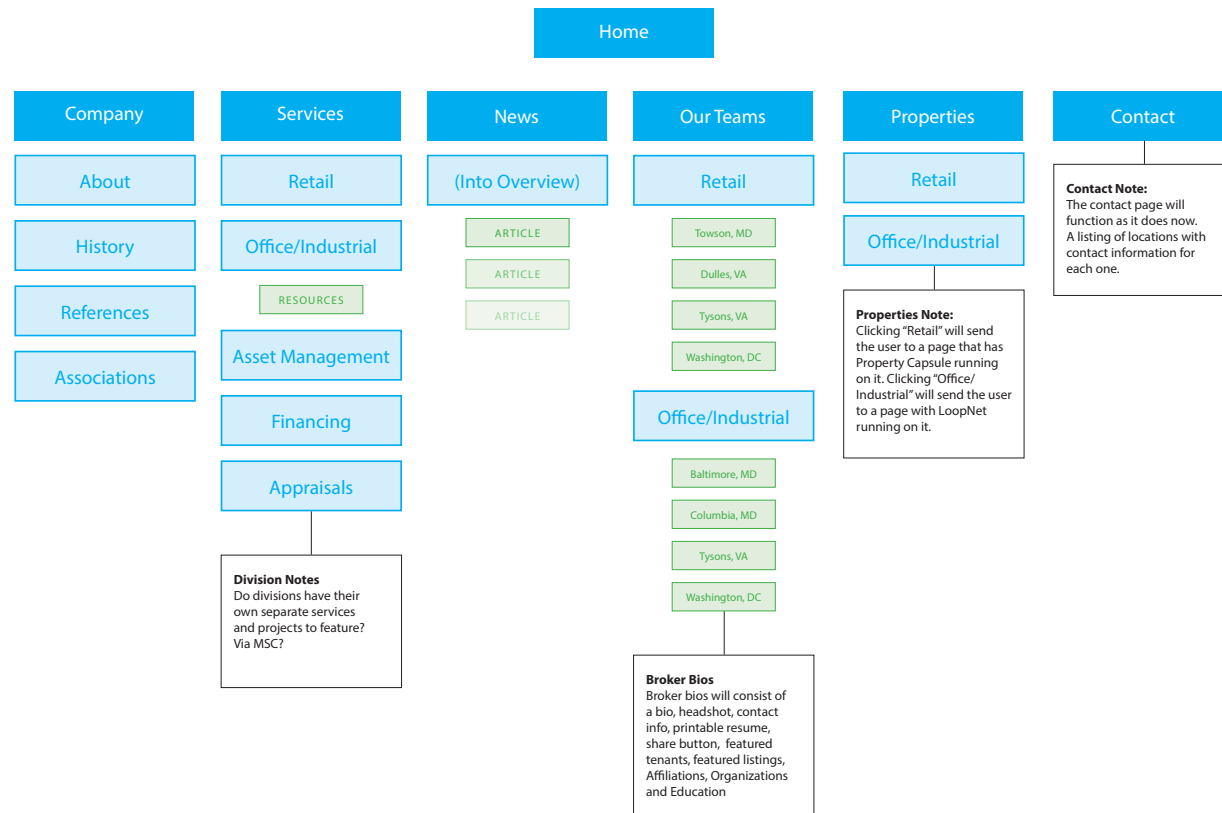 Home
Company
Services
News
Our Teams
Properties
Contact
About
History
References
Associations
Retail
Office/Industrial
RESOURCES
Asset Management
Financing
Appraisals
Division Notes
Do divisions have their
own separate services
and projects to feature?
Via MSC?
(Into Overview)
ARTICLE
ARTICLE
ARTICLE
Retail
Towson, MD
Dulles, VA
Tysons, VA
Washington, DC
Office/Industrial
Baltimore, MD
Columbia, MD
Tysons, VA
Washington, DC
Broker Bios
Broker bios will consist of
a bio, headshot, contact
info, printable resume,
share button, featured
tenants, featured listings,
Affiliations, Organizations
and Education
Retail
Office/Industrial
Properties Note:
Clicking “Retail” will send
the user to a page that has
Property Capsule running
on it. Clicking “Office/
Industrial” will send the user
to a page with LoopNet
running on it.
Contact Note:
The contact page will
function as it does now.
A listing of locations with
contact information for
each one.